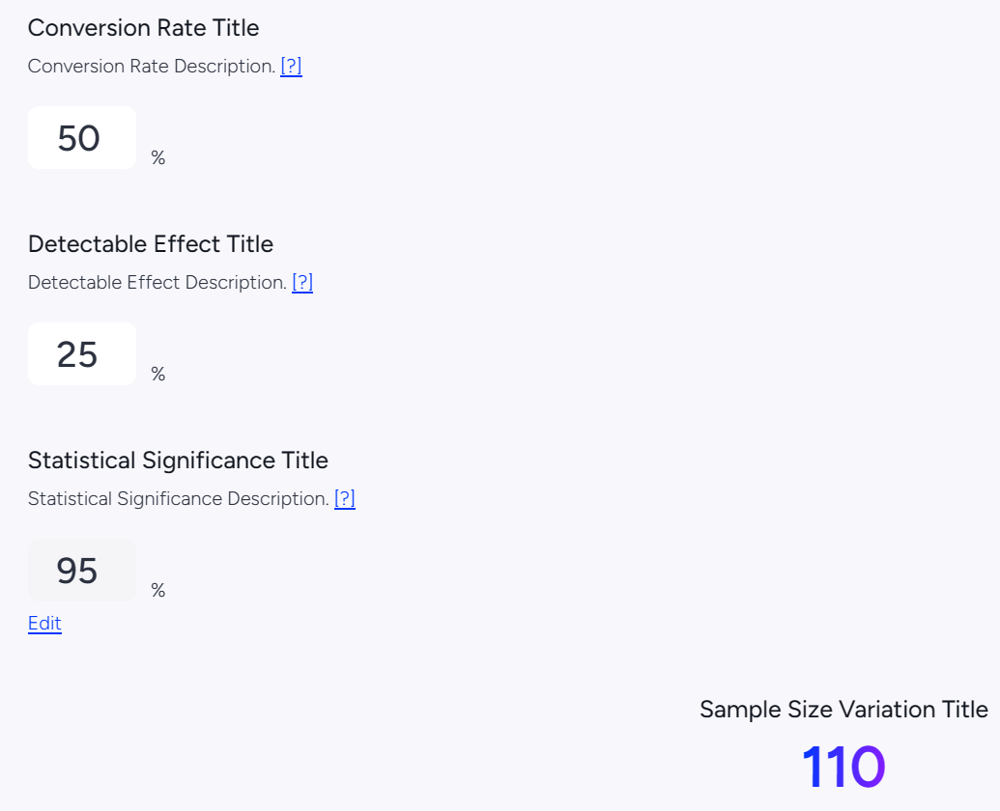 Conversion Rate Title
Conversion Rate Description. [?]
50 %
Detectable Effect Title
Detectable Effect Description. [?]
25 %
Statistical Significance Title
Statistical Significance Description. [?]
95 %
Edit
Sample Size Variation Title
110